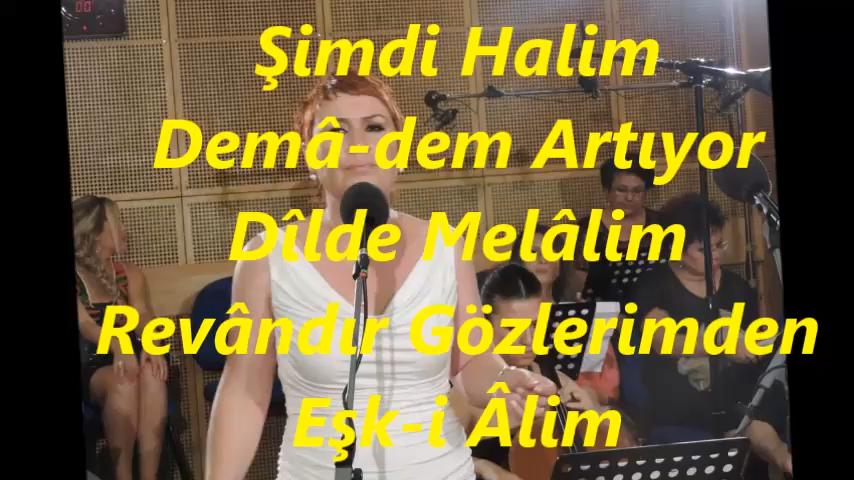 Şimdi Halim
Demâ-dem Artıyor
Dîlde Melâlim
Revândır Gözlerimden
Eşk-i Âlim